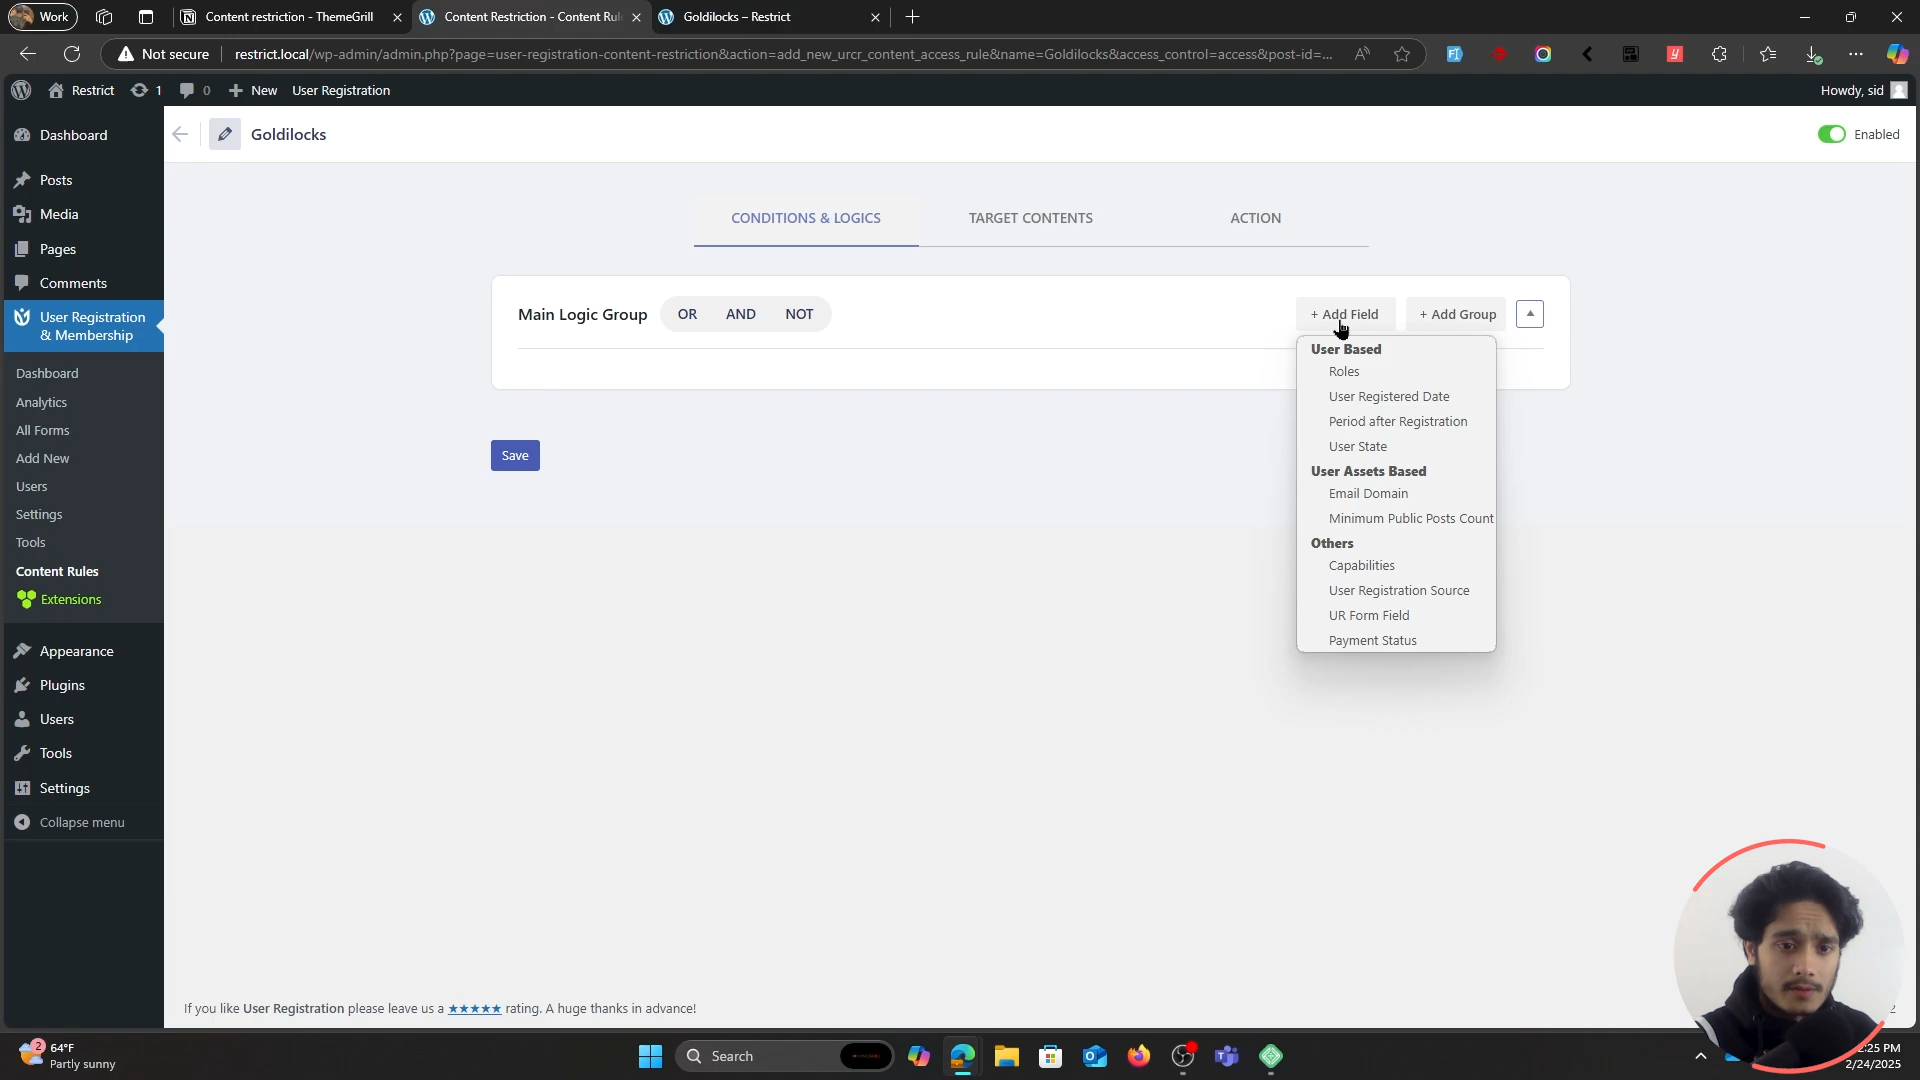 Work
Content restriction - ThemeGrill
Content Restriction - Content Rul
Goldilocks – Restrict
Not secure
restrict.local/wp-admin/admin.php?page=user-registration-content-restriction&action=add_new_urcr_content_access_rule&name=Goldilocks&access_control=access&post-id=...
Restrict
1
0
New
User Registration
Howdy, sid
Dashboard
Posts
Media
Pages
Comments
User Registration
& Membership
Dashboard
Analytics
All Forms
Add New
Users
Settings
Tools
Content Rules
Extensions
Appearance
Plugins
Users
Tools
Settings
Collapse menu
Goldilocks
Enabled
CONDITIONS & LOGICS
TARGET CONTENTS
ACTION
Main Logic Group
OR
AND
NOT
+ Add Field
+ Add Group
User Based
Roles
User Registered Date
Period after Registration
User State
User Assets Based
Email Domain
Minimum Public Posts Count
Others
Capabilities
User Registration Source
UR Form Field
Payment Status
Save
If you like User Registration please leave us a ★★★★★ rating. A huge thanks in advance!
2
64°F
Partly sunny
Search
:25 PM
2/24/2025